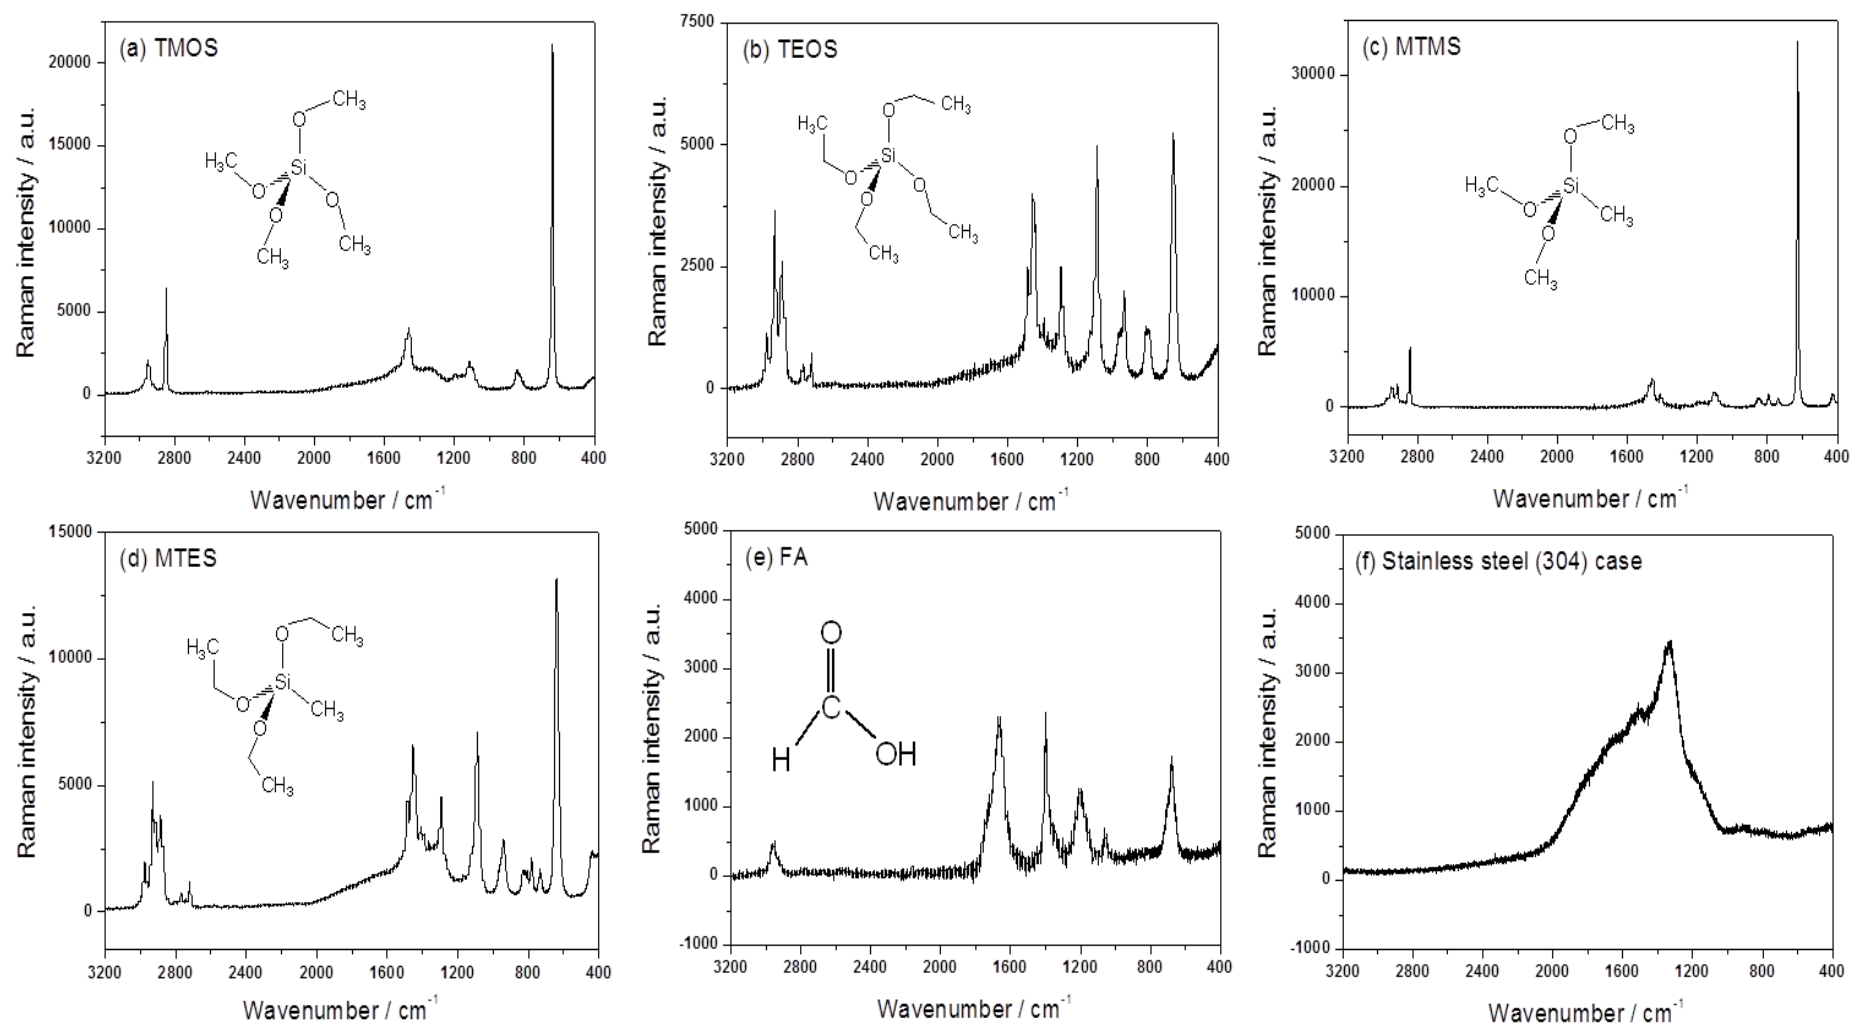 (a) TMOS
Raman intensity / a.u.
20000
15000
10000
5000
0
CH₃
O
H₃C
Si
O
O
O
CH₃
CH₃
3200 2800 2400 2000 1600 1200 800 400
Wavenumber / cm⁻¹
(b) TEOS
Raman intensity / a.u.
7500
5000
2500
0
O
CH₃
H₃C
Si
O
O
O
CH₃
CH₃
3200 2800 2400 2000 1600 1200 800 400
Wavenumber / cm⁻¹
(c) MTMS
Raman intensity / a.u.
30000
20000
10000
0
CH₃
O
H₃C
Si
O
CH₃
O
CH₃
3200 2800 2400 2000 1600 1200 800 400
Wavenumber / cm⁻¹
(d) MTES
Raman intensity / a.u.
15000
10000
5000
0
O
CH₃
H₃C
Si
O
CH₃
O
CH₃
3200 2800 2400 2000 1600 1200 800 400
Wavenumber / cm⁻¹
(e) FA
Raman intensity / a.u.
5000
4000
3000
2000
1000
0
-1000
O
C
H
OH
3200 2800 2400 2000 1600 1200 800 400
Wavenumber / cm⁻¹
(f) Stainless steel (304) case
Raman intensity / a.u.
5000
4000
3000
2000
1000
0
-1000
3200 2800 2400 2000 1600 1200 800 400
Wavenumber / cm⁻¹